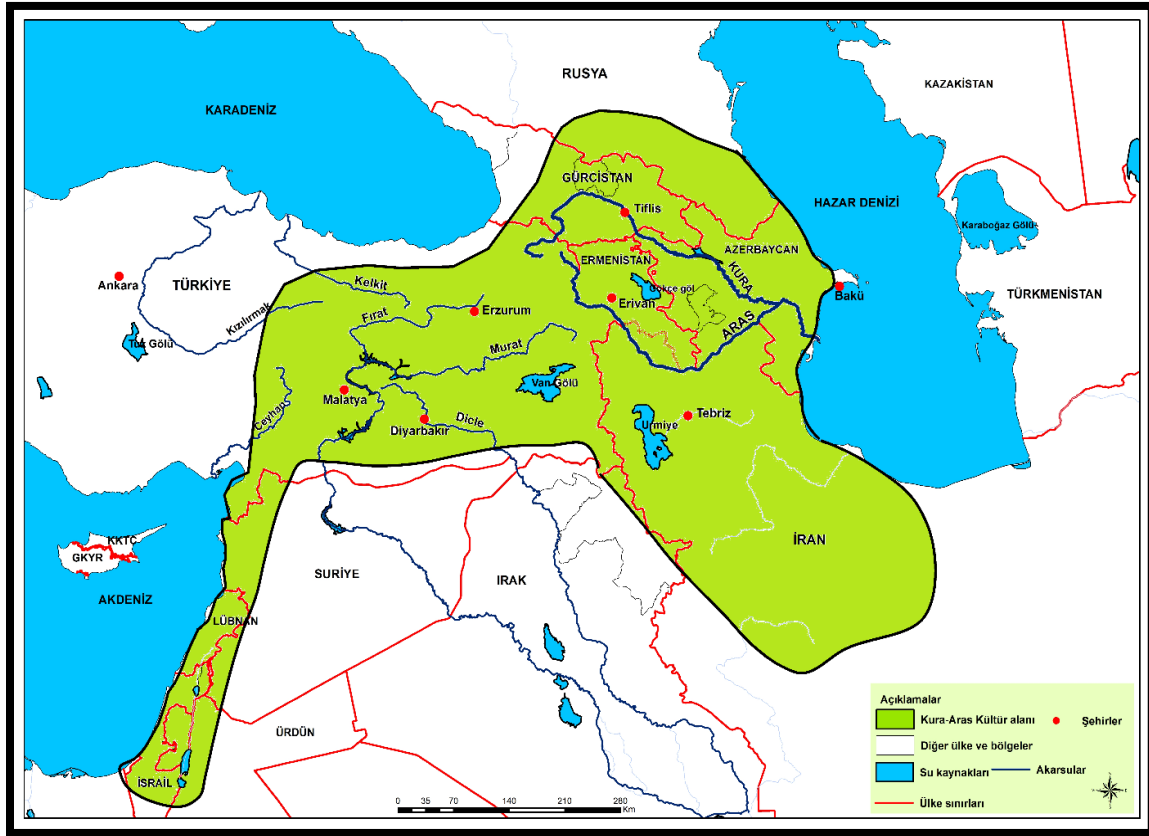 RUSYA
KAZAKİSTAN
KARADENİZ
GÜRCİSTAN
Tiflis
HAZAR DENİZİ
Karaboğaz Gölü
AZERBAYCAN
ERMENİSTAN
KURA
Gökçe göl
Erivan
Bakü
TÜRKMENİSTAN
ARAS
Ankara
TÜRKİYE
Kelkit
Kızılırmak
Fırat
Erzurum
Tuz Gölü
Murat
Van Gölü
Malatya
Ceyhan
Diyarbakır
Dicle
Urmiye
Tebriz
KKTC
GKYR
AKDENİZ
SURİYE
IRAK
İRAN
LÜBNAN
ÜRDÜN
İSRAİL
0 35 70 140 210 280
Km
Açıklamalar
Kura-Aras Kültür alanı
Şehirler
Diğer ülke ve bölgeler
Su kaynakları
Akarsular
Ülke sınırları